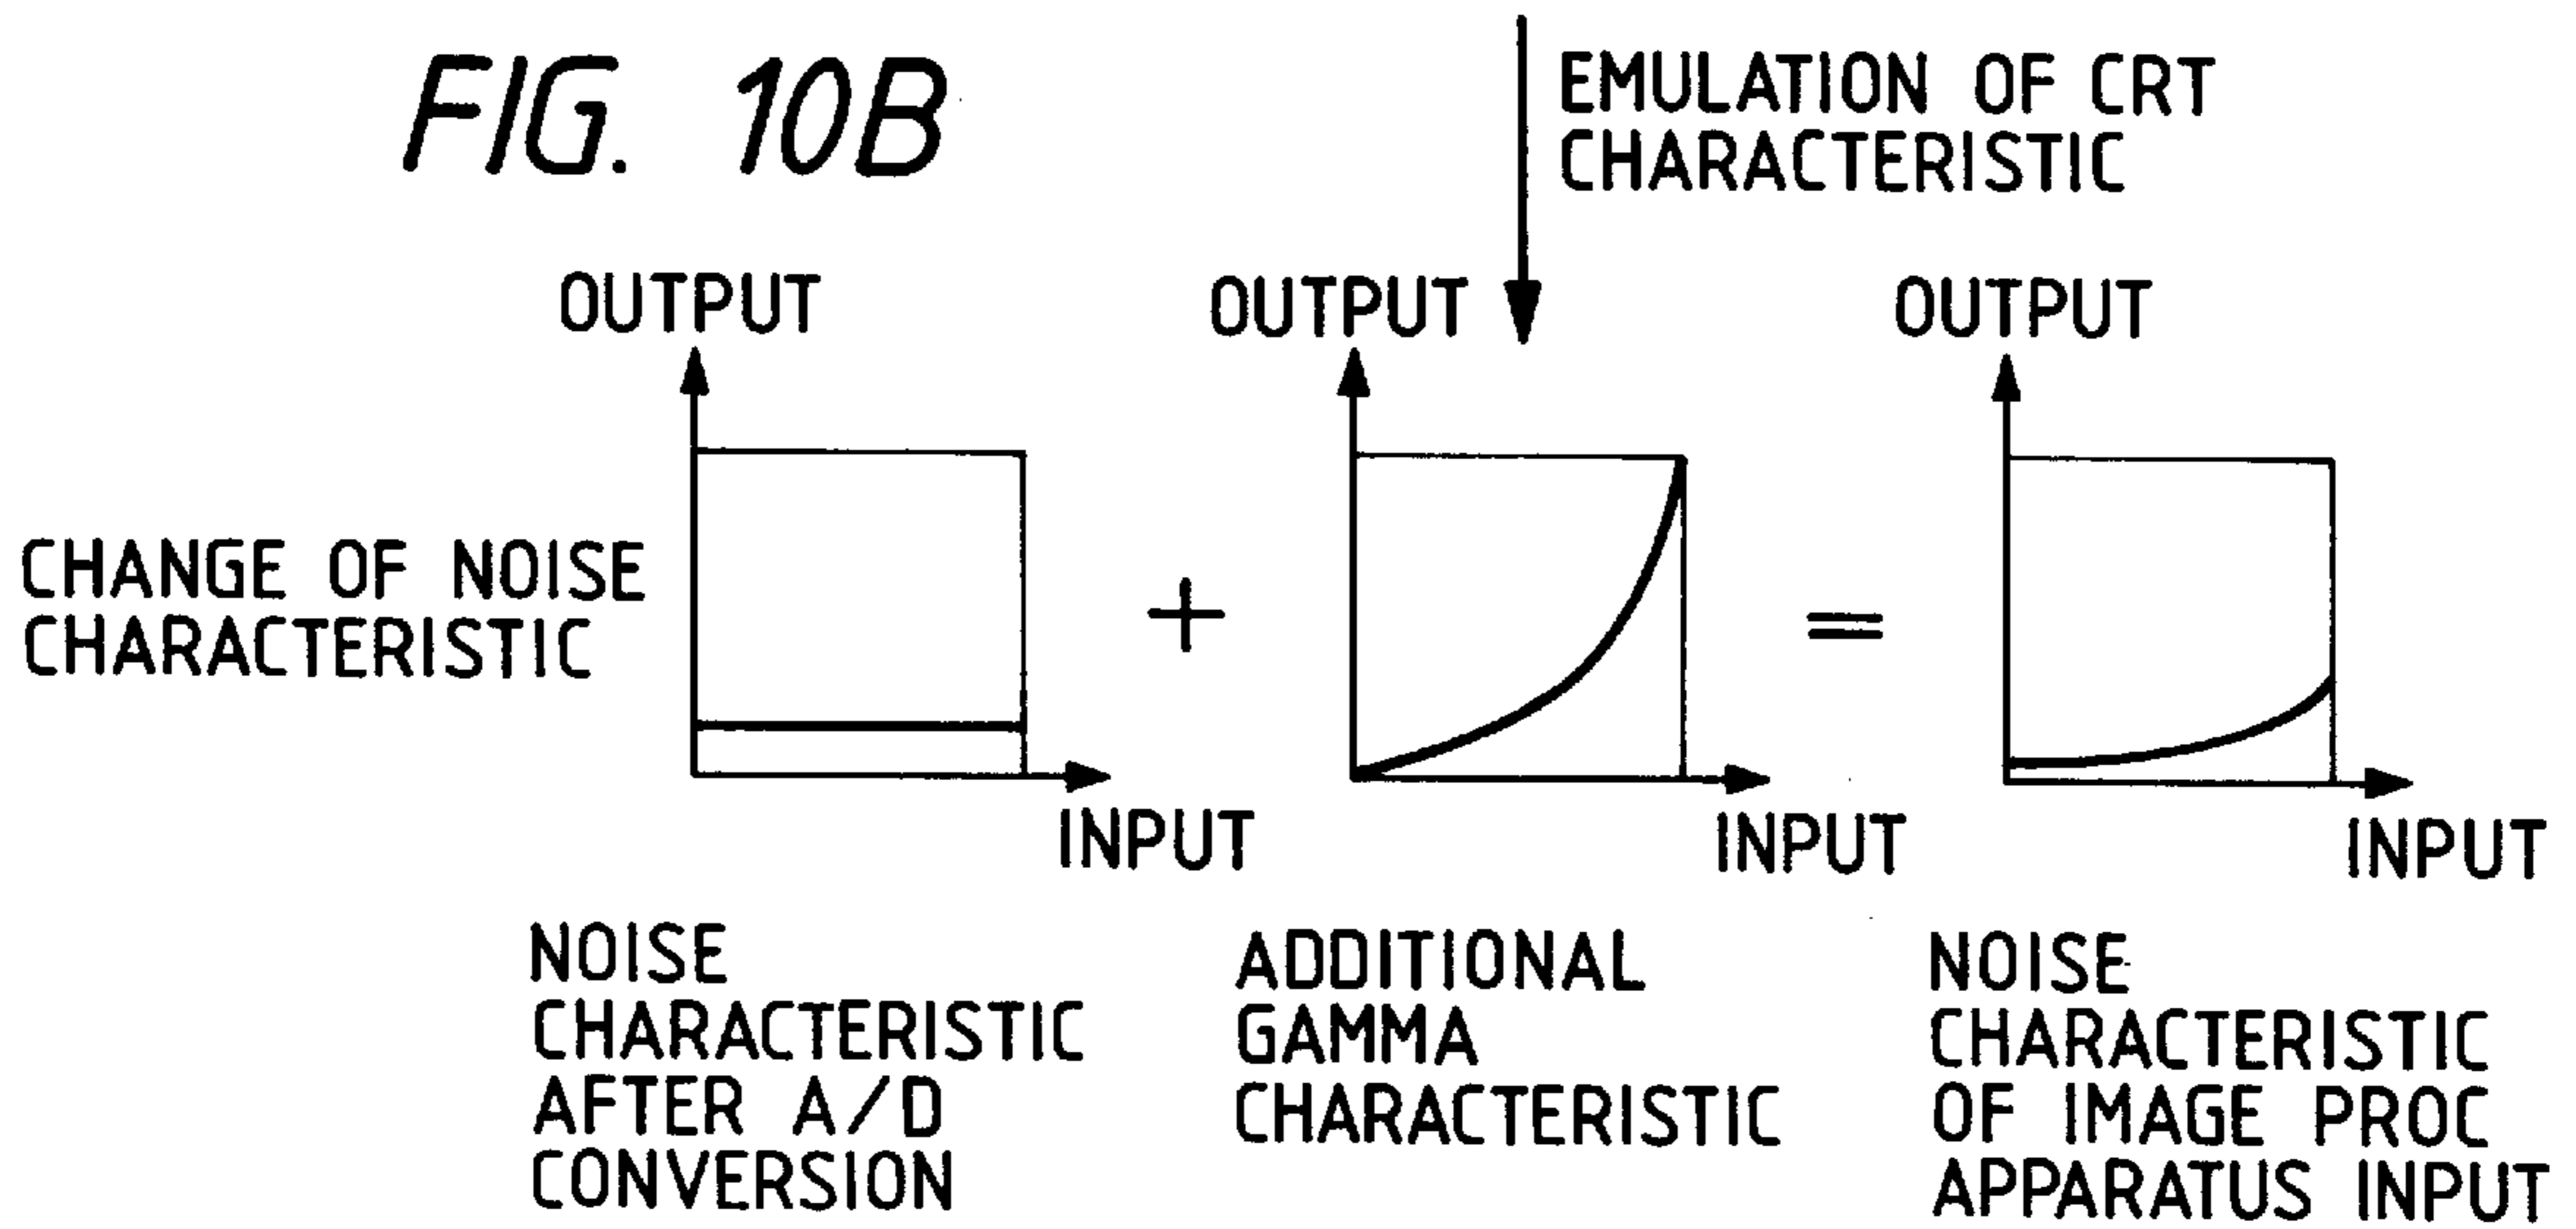 FIG. 10B
EMULATION OF CRT
CHARACTERISTIC
CHANGE OF NOISE
CHARACTERISTIC
OUTPUT
INPUT
NOISE
CHARACTERISTIC
AFTER A/D
CONVERSION
+
OUTPUT
INPUT
ADDITIONAL
GAMMA
CHARACTERISTIC
=
OUTPUT
INPUT
NOISE
CHARACTERISTIC
OF IMAGE PROC
APPARATUS INPUT